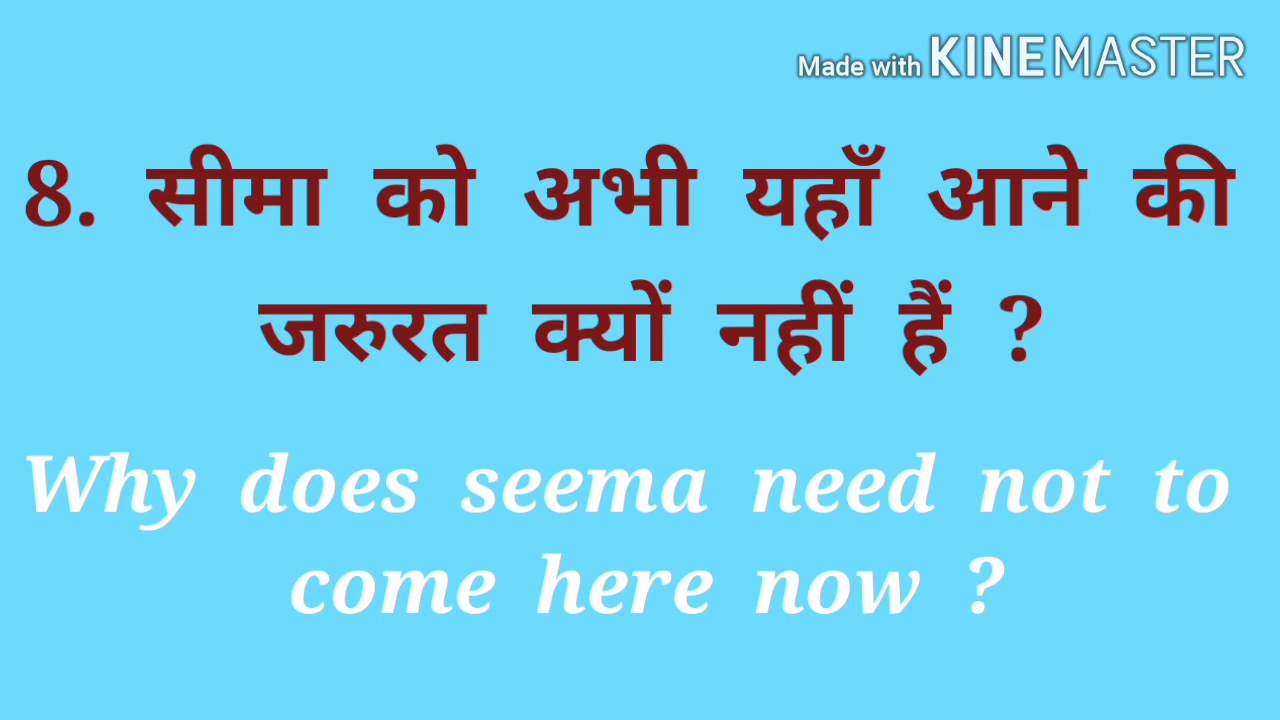 Made with KINEMASTER
8. सीमा को अभी यहाँ आने की
जरुरत क्यों नहीं हैं ?
Why does seema need not to
come here now ?